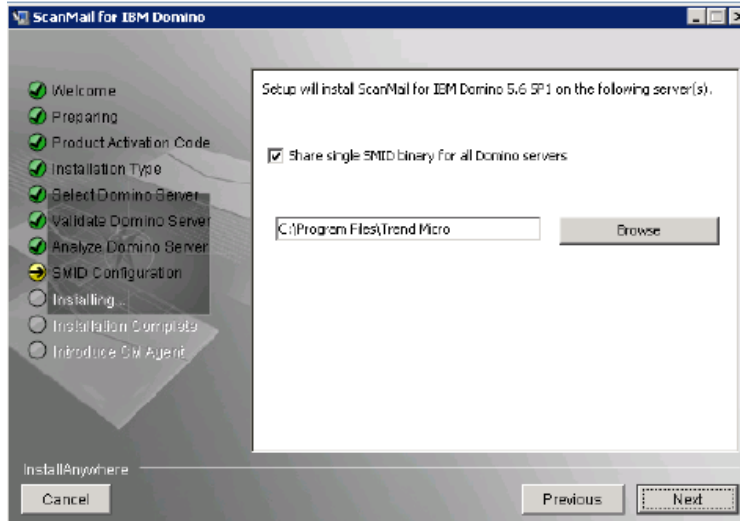 ScanMail for IBM Domino
Welcome
Preparing
Product Activation Code
Installation Type
Select Domino Server
Validate Domino Server
Analyze Domino Server
SMID Configuration
Installing...
Installation Complete
Introduce CM Agent
Setup will install ScanMail for IBM Domino 5.6 SP1 on the following server(s).
Share single SMID binary for all Domino servers
C:\Program Files\Trend Micro
Browse
InstallAnywhere
Cancel
Previous
Next